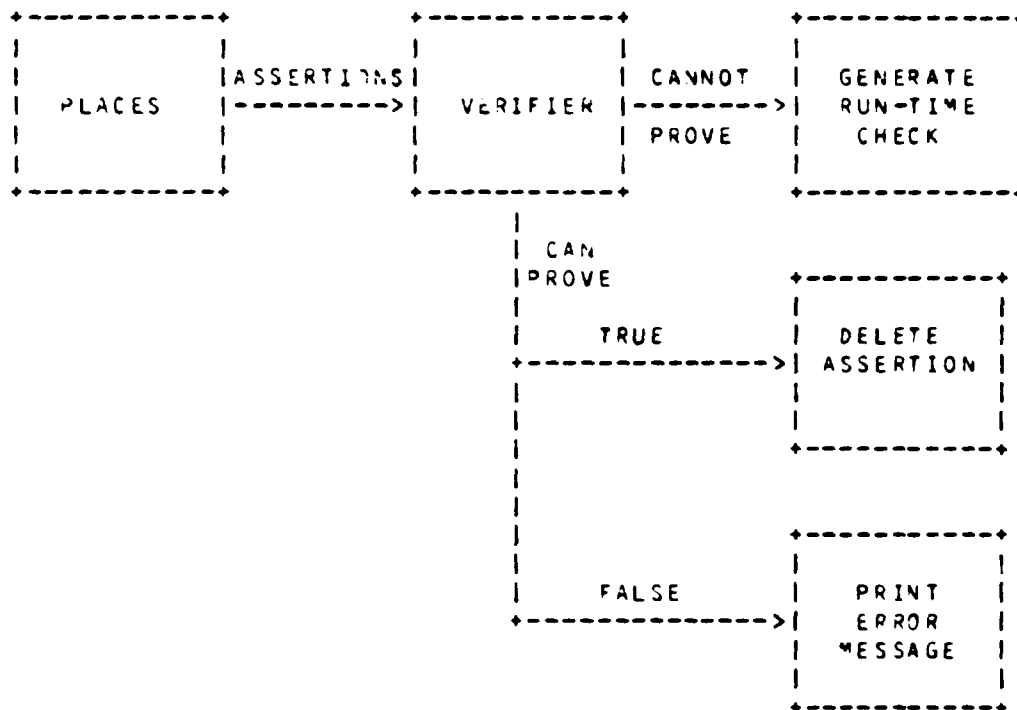 ASSERTIONS
PLACES
VERIFIER
CANNOT
PROVE
GENERATE
RUN-TIME
CHECK
CAN
PROVE
TRUE
DELETE
ASSERTION
FALSE
PRINT
ERROR
MESSAGE